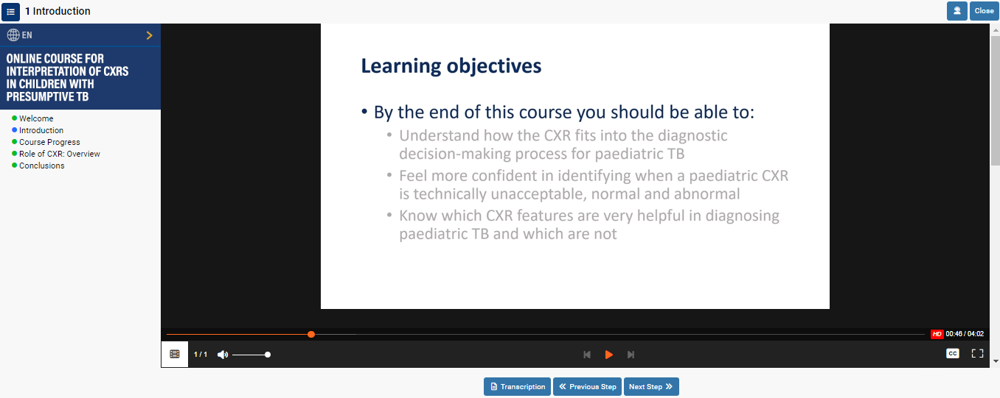 1 Introduction
Close
EN
ONLINE COURSE FOR
INTERPRETATION OF CXRS
IN CHILDREN WITH
PRESUMPTIVE TB
Welcome
Introduction
Course Progress
Role of CXR: Overview
Conclusions
Learning objectives
• By the end of this course you should be able to:
• Understand how the CXR fits into the diagnostic
decision-making process for paediatric TB
• Feel more confident in identifying when a paediatric CXR
is technically unacceptable, normal and abnormal
• Know which CXR features are very helpful in diagnosing
paediatric TB and which are not
HD 00:46 / 04:02
1 / 1
CC
Transcription
Previous Step
Next Step